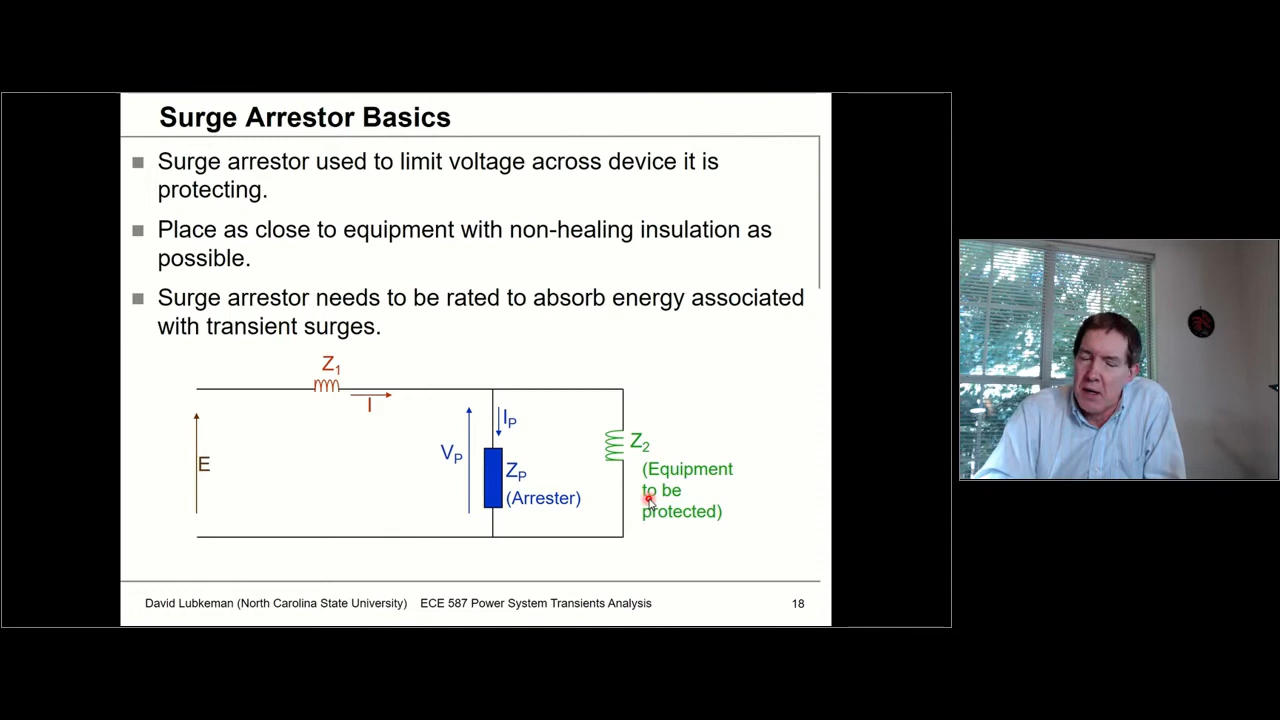 Surge Arrestor Basics
Surge arrestor used to limit voltage across device it is
protecting.
Place as close to equipment with non-healing insulation as
possible.
Surge arrestor needs to be rated to absorb energy associated
with transient surges.
Z1
I
E
VP
IP
ZP
(Arrester)
Z2
(Equipment
to be
protected)
David Lubkeman (North Carolina State University) ECE 587 Power System Transients Analysis 18